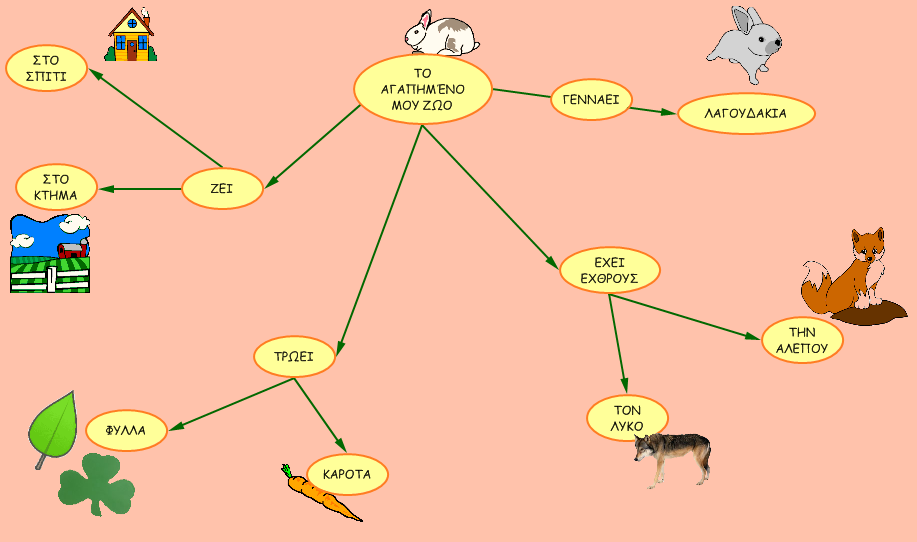 ΤΟ
ΑΓΑΠΗΜΈΝΟ
ΜΟΥ ΖΩΟ
ΓΕΝΝΑΕΙ
ΛΑΓΟΥΔΑΚΙΑ
ΖΕΙ
ΣΤΟ
ΣΠΙΤΙ
ΣΤΟ
ΚΤΗΜΑ
ΤΡΩΕΙ
ΦΥΛΛΑ
ΚΑΡΟΤΑ
ΕΧΕΙ
ΕΧΘΡΟΥΣ
ΤΟΝ
ΛΥΚΟ
ΤΗΝ
ΑΛΕΠΟΥ